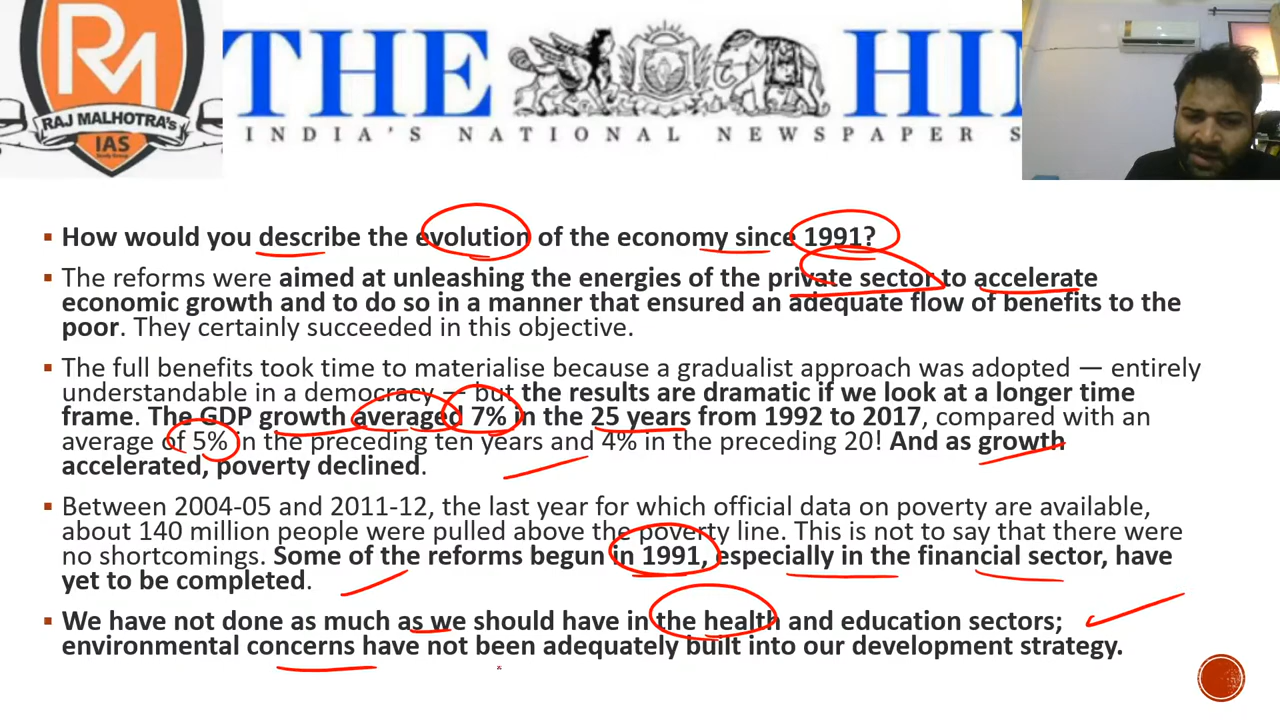 RM
RAJ MALHOTRA'S
IAS
THE HI
INDIA'S NATIONAL NEWSPAPER S
▪ How would you describe the evolution of the economy since 1991?
▪ The reforms were aimed at unleashing the energies of the private sector to accelerate
economic growth and to do so in a manner that ensured an adequate flow of benefits to the
poor. They certainly succeeded in this objective.
▪ The full benefits took time to materialise because a gradualist approach was adopted — entirely
understandable in a democracy — but the results are dramatic if we look at a longer time
frame. The GDP growth averaged 7% in the 25 years from 1992 to 2017, compared with an
average of 5% in the preceding ten years and 4% in the preceding 20! And as growth
accelerated, poverty declined.
▪ Between 2004-05 and 2011-12, the last year for which official data on poverty are available,
about 140 million people were pulled above the poverty line. This is not to say that there were
no shortcomings. Some of the reforms begun in 1991, especially in the financial sector, have
yet to be completed.
▪ We have not done as much as we should have in the health and education sectors;
environmental concerns have not been adequately built into our development strategy.